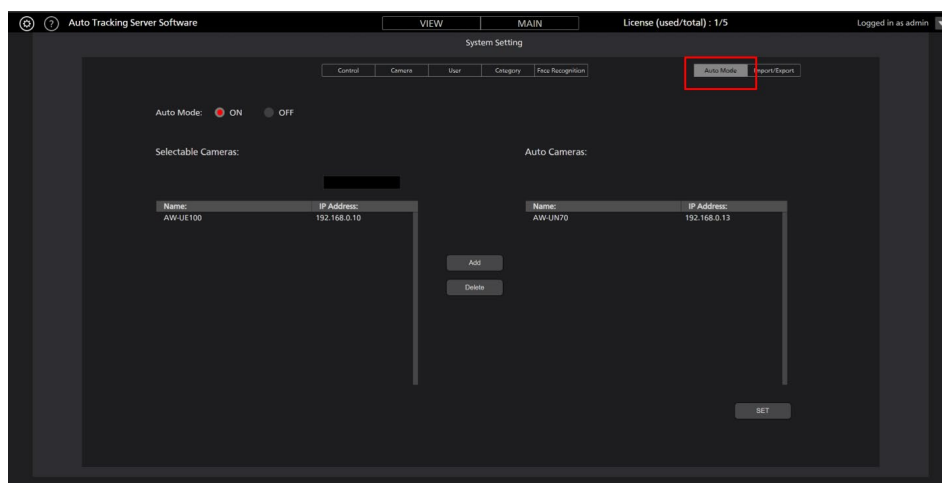 ? Auto Tracking Server Software VIEW MAIN License (used/total) : 1/5 Logged in as admin
System Setting
Control Camera User Category Face Recognition Auto Mode Import/Export
Auto Mode: ON OFF
Selectable Cameras: Auto Cameras:
Name: IP Address: Name: IP Address:
AW-UE100 192.168.0.10 AW-UN70 192.168.0.13
Add
Delete
SET